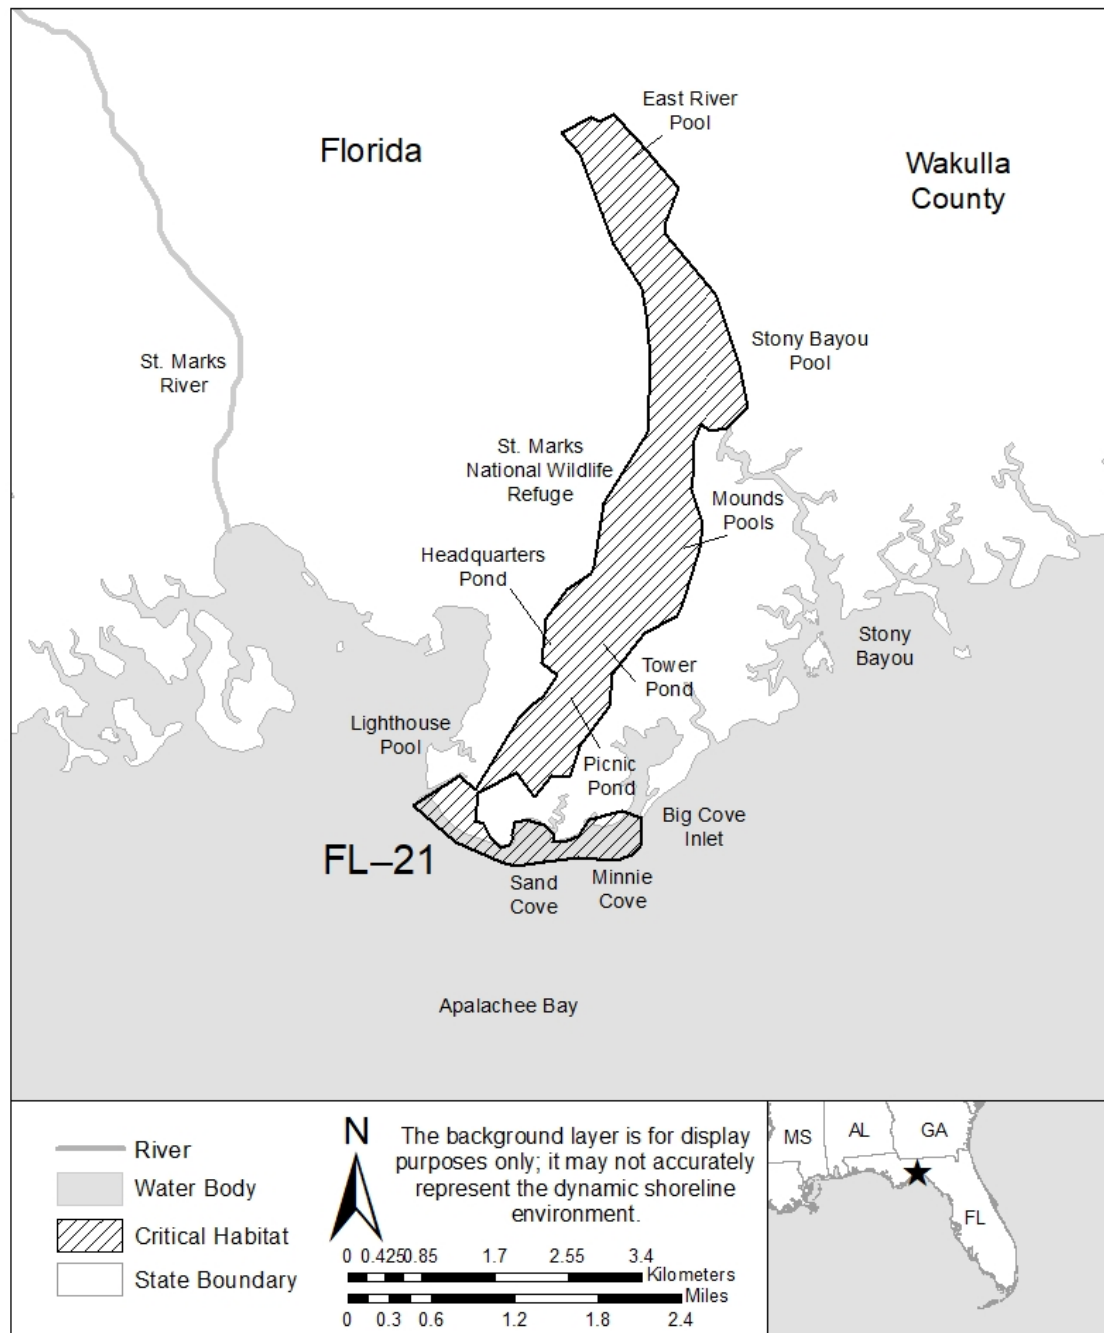 East River
Pool
Florida
Wakulla
County
St. Marks
River
Stony Bayou
Pool
St. Marks
National Wildlife
Refuge
Mounds
Pools
Headquarters
Pond
Stony
Bayou
Tower
Pond
Lighthouse
Pool
Picnic
Pond
Big Cove
Inlet
FL–21
Sand
Cove
Minnie
Cove
Apalachee Bay
River
Water Body
Critical Habitat
State Boundary
N
The background layer is for display
purposes only; it may not accurately
represent the dynamic shoreline
environment.
0 0.425 0.85 1.7 2.55 3.4
Kilometers
Miles
0 0.3 0.6 1.2 1.8 2.4
MS
AL
GA
FL